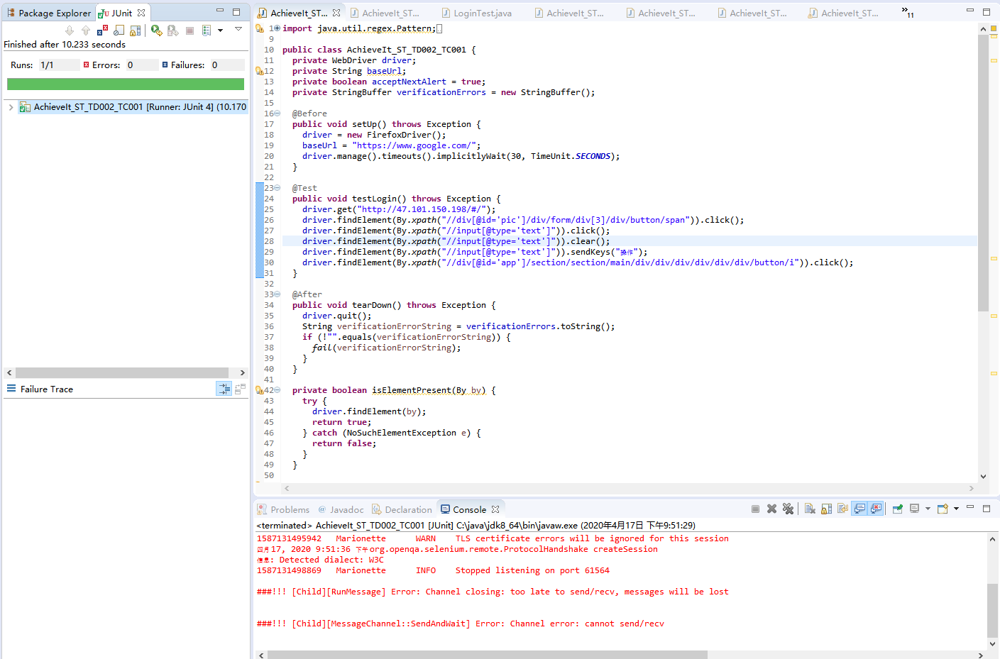 Package Explorer
JUnit
Finished after 10.233 seconds
Runs: 1/1 Errors: 0 Failures: 0
AchieveIt_ST_TD002_TC001 [Runner: JUnit 4] (10.170
Failure Trace
AchieveIt_ST... AchieveIt_ST... LoginTest.java AchieveIt_ST... AchieveIt_ST... AchieveIt_ST... AchieveIt_ST... »11
1 import java.util.regex.Pattern;
9
10 public class AchieveIt_ST_TD002_TC001 {
11 private WebDriver driver;
12 private String baseUrl;
13 private boolean acceptNextAlert = true;
14 private StringBuffer verificationErrors = new StringBuffer();
15
16 @Before
17 public void setUp() throws Exception {
18 driver = new FirefoxDriver();
19 baseUrl = "https://www.google.com/";
20 driver.manage().timeouts().implicitlyWait(30, TimeUnit.SECONDS);
21 }
22
23 @Test
24 public void testLogin() throws Exception {
25 driver.get("http://47.101.150.198/#/");
26 driver.findElement(By.xpath("//div[@id='pic']/div/form/div[3]/div/button/span")).click();
27 driver.findElement(By.xpath("//input[@type='text']")).click();
28 driver.findElement(By.xpath("//input[@type='text']")).clear();
29 driver.findElement(By.xpath("//input[@type='text']")).sendKeys("操作");
30 driver.findElement(By.xpath("//div[@id='app']/section/section/main/div/div/div/div/div/div/button/i")).click();
31 }
32
33 @After
34 public void tearDown() throws Exception {
35 driver.quit();
36 String verificationErrorString = verificationErrors.toString();
37 if (!"".equals(verificationErrorString)) {
38 fail(verificationErrorString);
39 }
40 }
41
42 private boolean isElementPresent(By by) {
43 try {
44 driver.findElement(by);
45 return true;
46 } catch (NoSuchElementException e) {
47 return false;
48 }
49 }
50
Problems @ Javadoc Declaration Console
<terminated> AchieveIt_ST_TD002_TC001 [JUnit] C:\java\jdk8_64\bin\javaw.exe (2020年4月17日 下午9:51:29)
1587131495942 Marionette WARN TLS certificate errors will be ignored for this session
四月 17, 2020 9:51:36 下午 org.openqa.selenium.remote.ProtocolHandshake createSession
信息: Detected dialect: W3C
1587131498869 Marionette INFO Stopped listening on port 61564
###!!! [Child][RunMessage] Error: Channel closing: too late to send/recv, messages will be lost
###!!! [Child][MessageChannel::SendAndWait] Error: Channel error: cannot send/recv